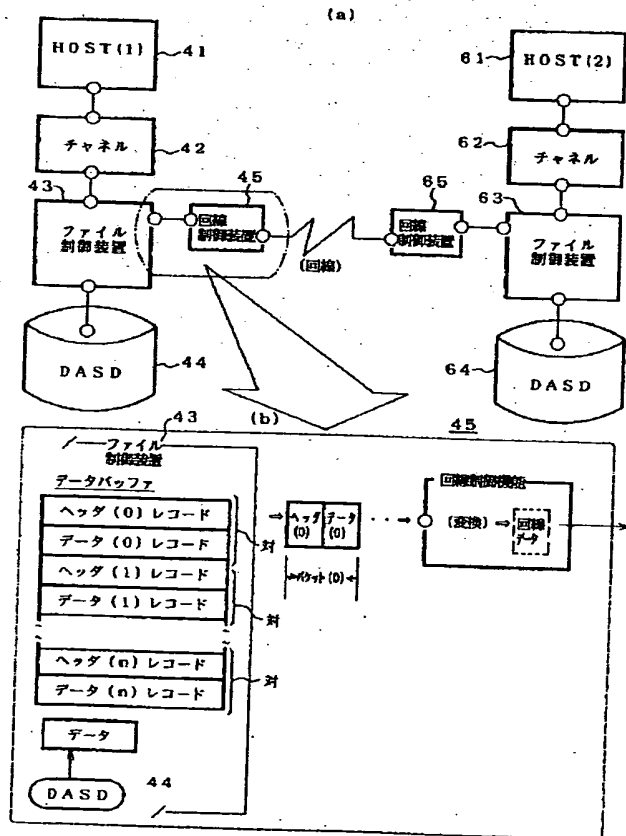 (a)
HOST(1)
41
61
HOST(2)
チャネル
42
62
チャネル
43
45
65
63
ファイル
制御装置
回線
制御装置
(回線)
回線
制御装置
ファイル
制御装置
DASD
44
64
DASD
(b)
43
45
ファイル
制御装置
データバッファ
ヘッダ(0)レコード
データ(0)レコード
対
ヘッダ(1)レコード
データ(1)レコード
対
ヘッダ(n)レコード
データ(n)レコード
対
データ
DASD
44
ヘッダ
(0)
データ
(0)
パケット(0)
回線制御機能
(変換)
回線
データ